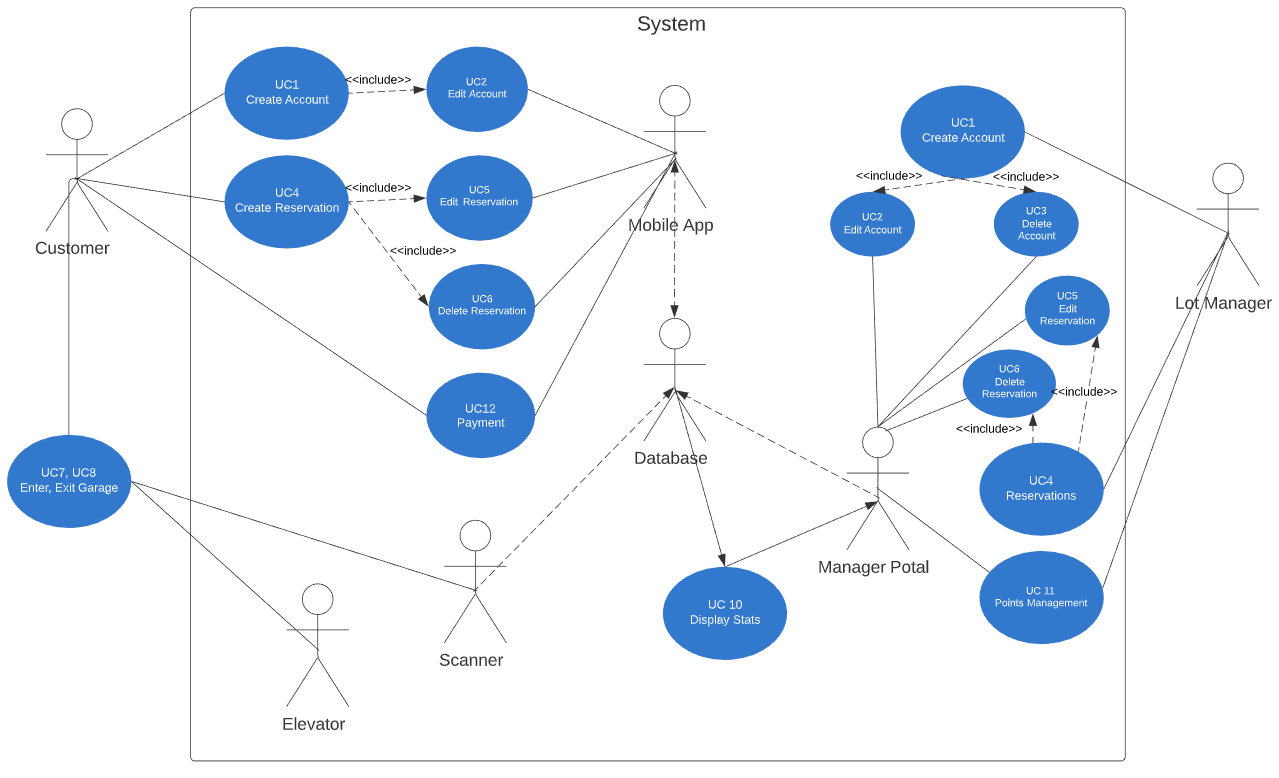 System
UC1
Create Account
<<include>>
UC2
Edit Account
UC4
Create Reservation
<<include>>
UC5
Edit Reservation
<<include>>
UC6
Delete Reservation
UC12
Payment
Customer
UC7, UC8
Enter, Exit Garage
Mobile App
Database
Scanner
Elevator
UC 10
Display Stats
Manager Potal
UC1
Create Account
<<include>>
<<include>>
UC2
Edit Account
UC3
Delete
Account
UC5
Edit
Reservation
UC6
Delete
Reservation
<<include>>
<<include>>
UC4
Reservations
UC 11
Points Management
Lot Manager